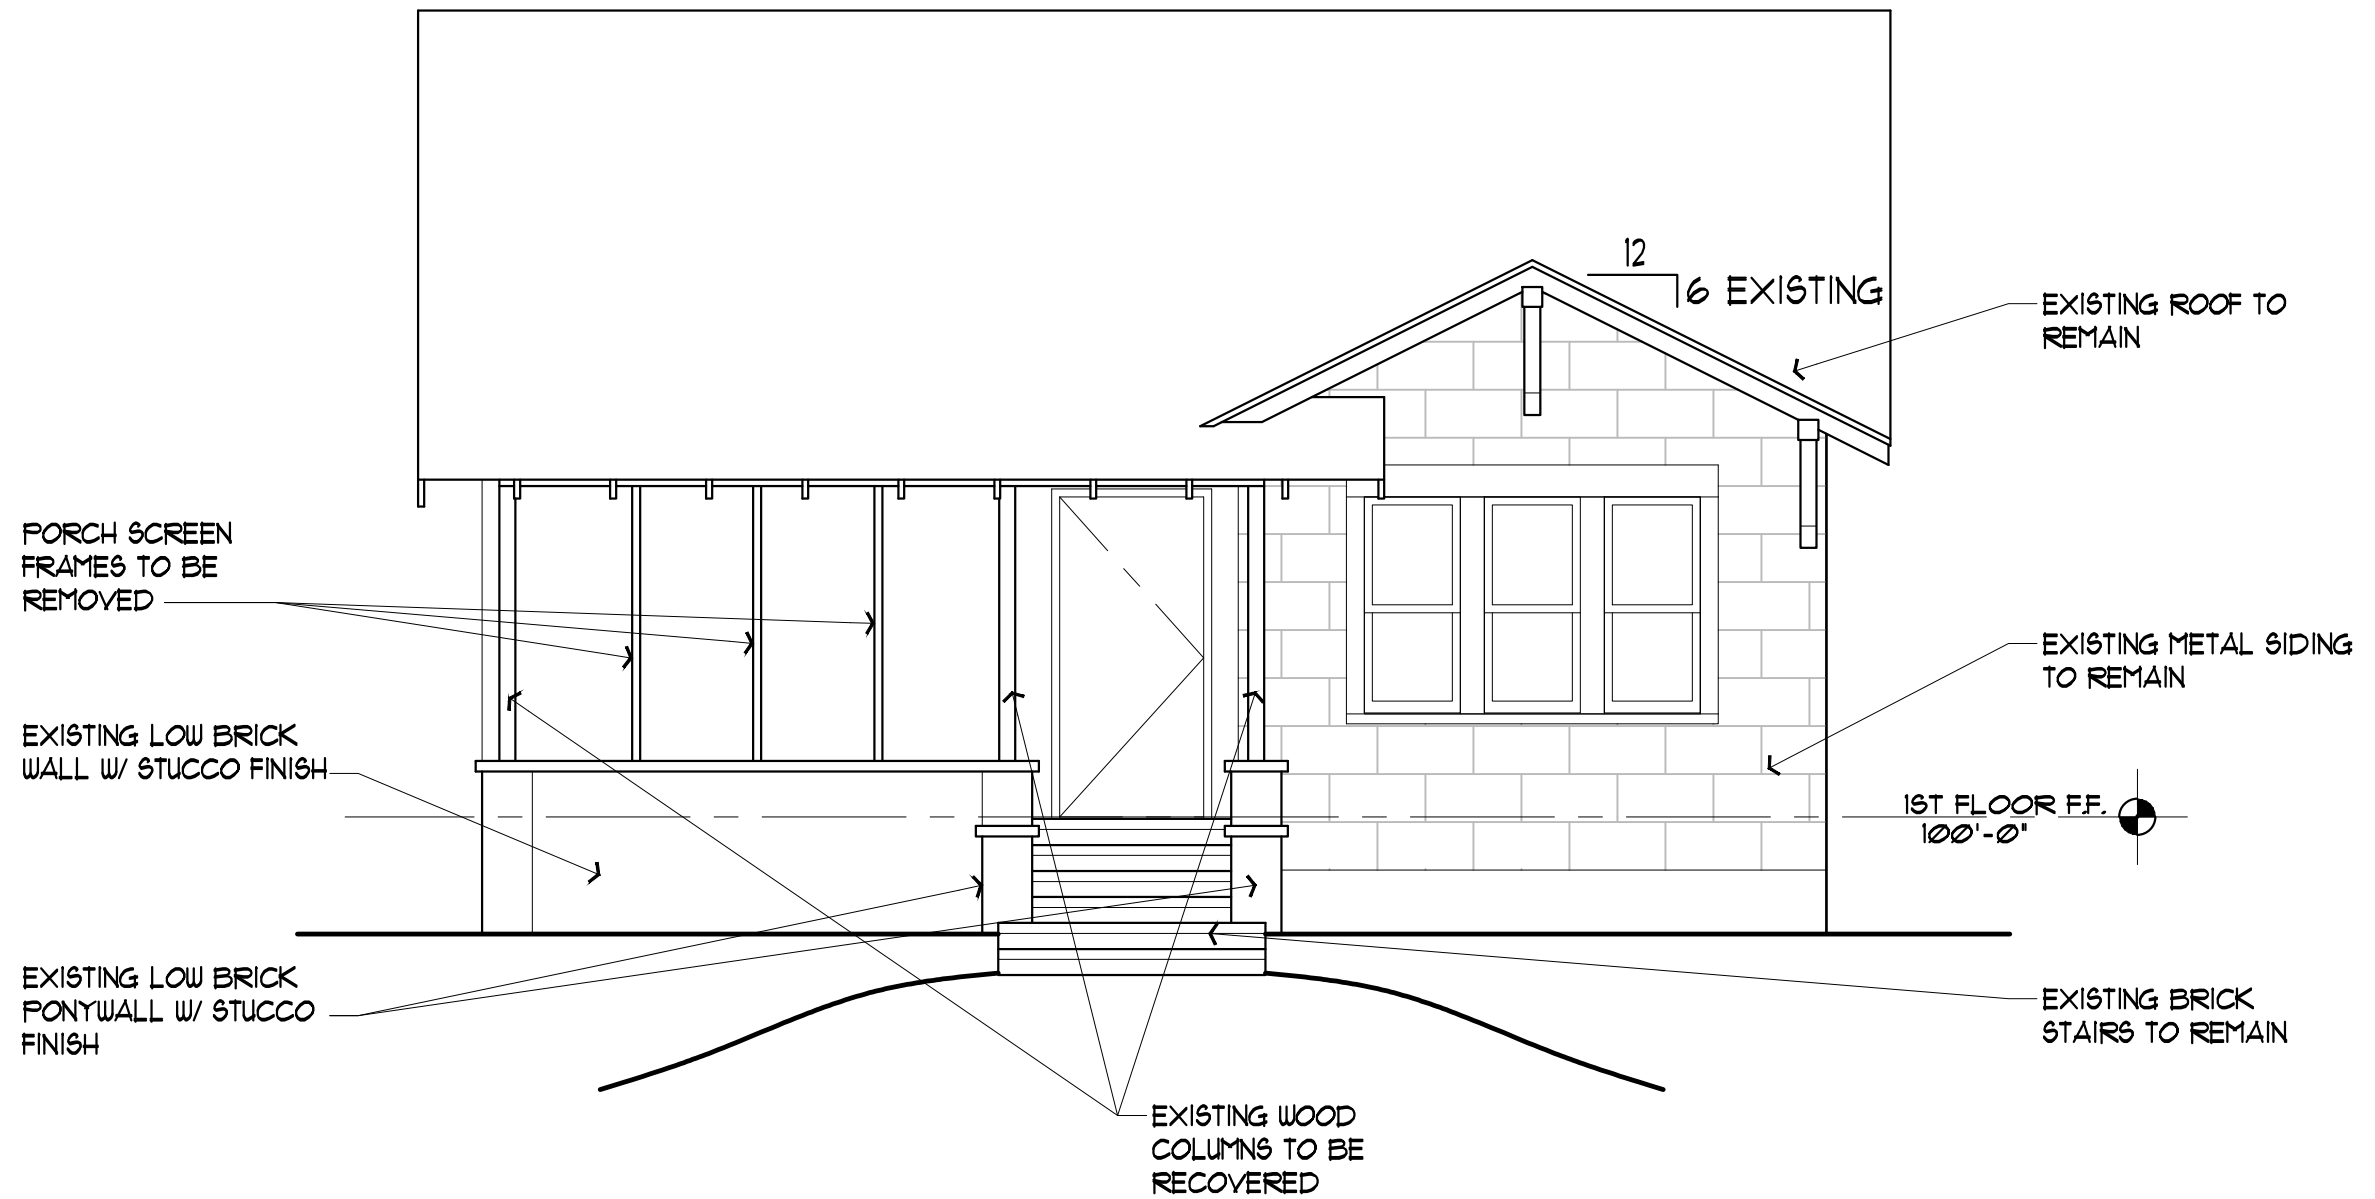 12
6 EXISTING
EXISTING ROOF TO
REMAIN
PORCH SCREEN
FRAMES TO BE
REMOVED
EXISTING METAL SIDING
TO REMAIN
EXISTING LOW BRICK
WALL W/ STUCCO FINISH
1ST FLOOR F.F.
100'-0"
EXISTING LOW BRICK
PONYWALL W/ STUCCO
FINISH
EXISTING BRICK
STAIRS TO REMAIN
EXISTING WOOD
COLUMNS TO BE
RECOVERED